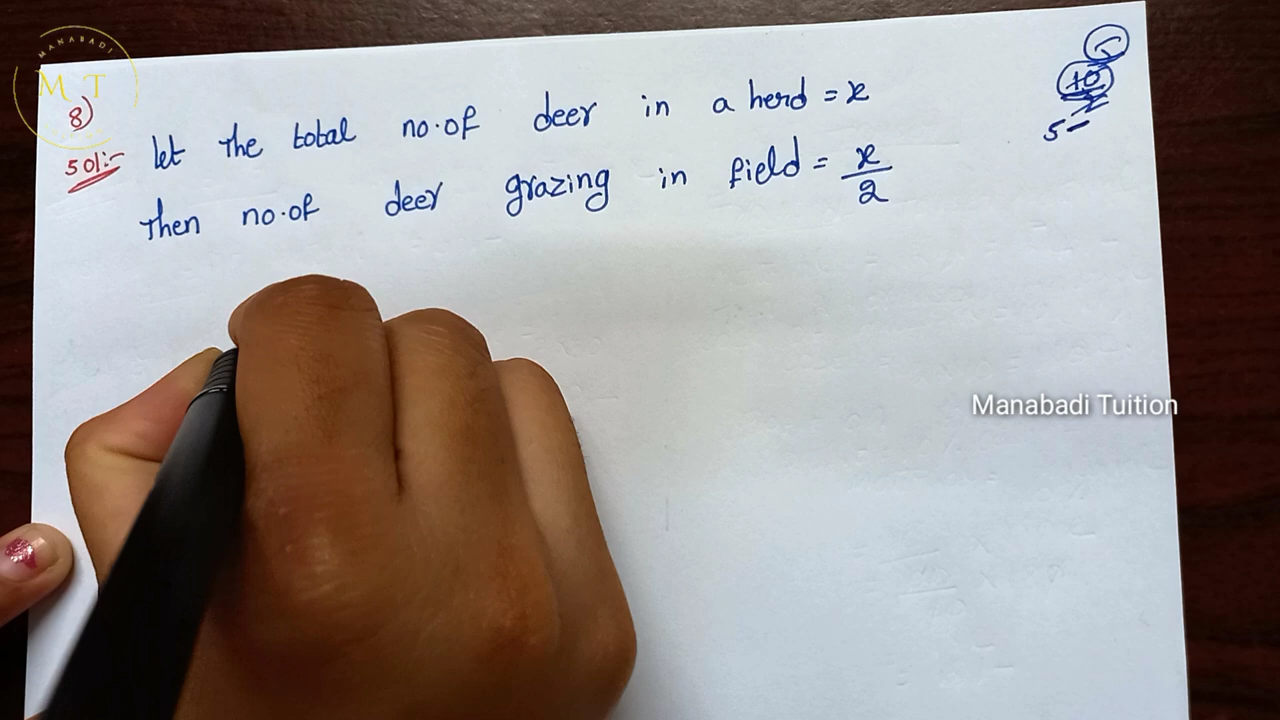 MANABADI
M T
8)
Sol:-
let the total no.of deer in a herd = x
Then no.of deer grazing in field = x/2
10
2
5-
Manabadi Tuition